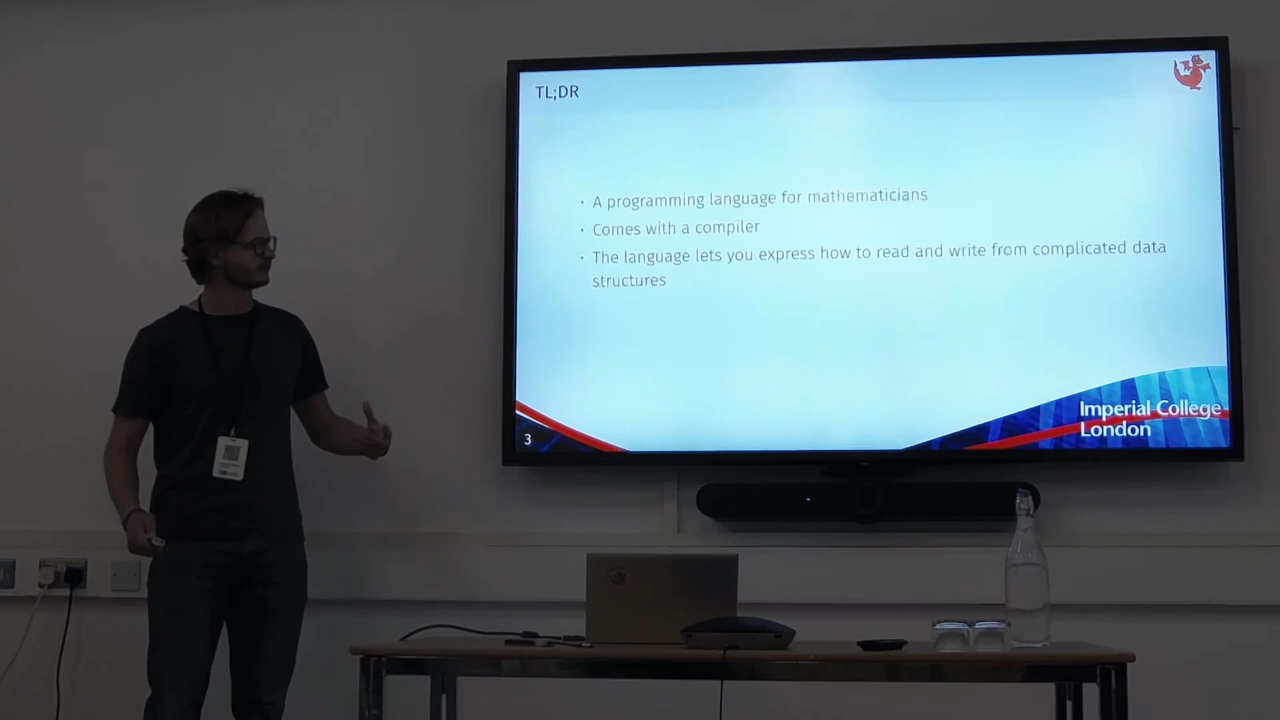 TL;DR
· A programming language for mathematicians
· Comes with a compiler
· The language lets you express how to read and write from complicated data
structures
3
Imperial College
London